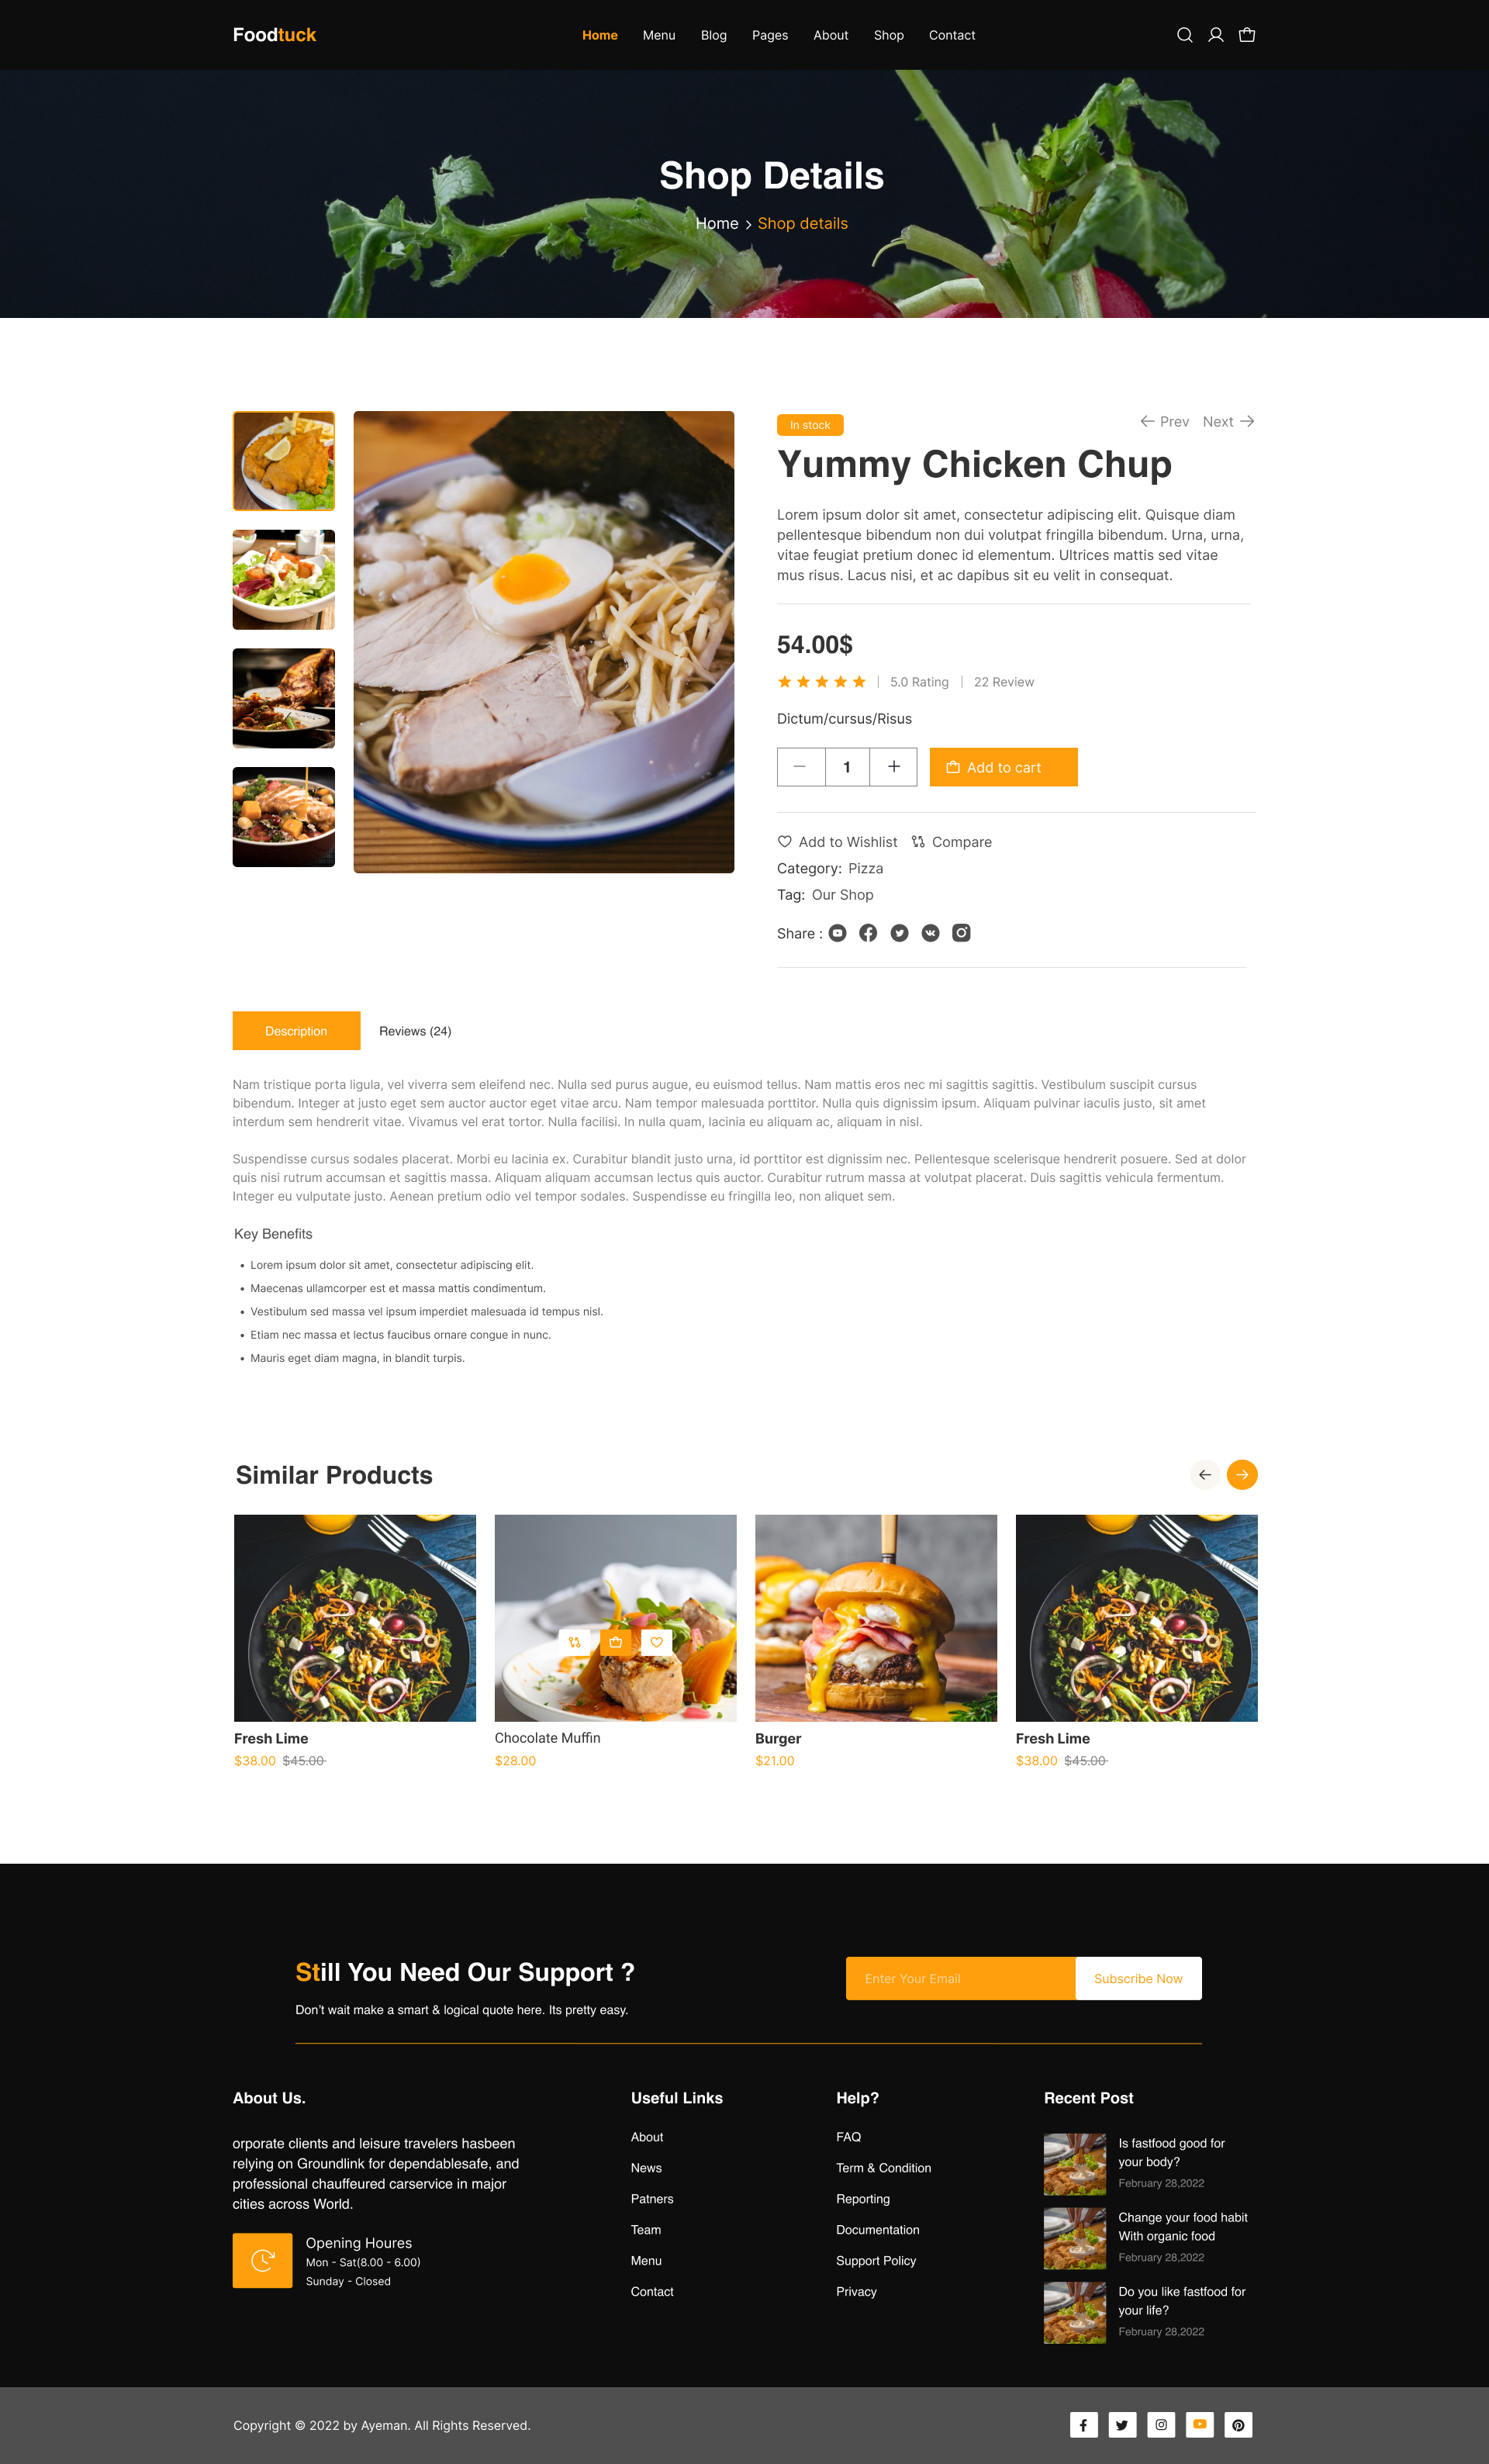 Foodtuck
Home Menu Blog Pages About Shop Contact
Shop Details
Home > Shop details
In stock
Prev Next
Yummy Chicken Chup
Lorem ipsum dolor sit amet, consectetur adipiscing elit. Quisque diam
pellentesque bibendum non dui volutpat fringilla bibendum. Urna, urna,
vitae feugiat pretium donec id elementum. Ultrices mattis sed vitae
mus risus. Lacus nisi, et ac dapibus sit eu velit in consequat.
54.00$
5.0 Rating | 22 Review
Dictum/cursus/Risus
1
Add to cart
Add to Wishlist Compare
Category: Pizza
Tag: Our Shop
Share :
Description Reviews (24)
Nam tristique porta ligula, vel viverra sem eleifend nec. Nulla sed purus augue, eu euismod tellus. Nam mattis eros nec mi sagittis sagittis. Vestibulum suscipit cursus
bibendum. Integer at justo eget sem auctor auctor eget vitae arcu. Nam tempor malesuada porttitor. Nulla quis dignissim ipsum. Aliquam pulvinar iaculis justo, sit amet
interdum sem hendrerit vitae. Vivamus vel erat tortor. Nulla facilisi. In nulla quam, lacinia eu aliquam ac, aliquam in nisl.
Suspendisse cursus sodales placerat. Morbi eu lacinia ex. Curabitur blandit justo urna, id porttitor est dignissim nec. Pellentesque scelerisque hendrerit posuere. Sed at dolor
quis nisi rutrum accumsan et sagittis massa. Aliquam aliquam accumsan lectus quis auctor. Curabitur rutrum massa at volutpat placerat. Duis sagittis vehicula fermentum.
Integer eu vulputate justo. Aenean pretium odio vel tempor sodales. Suspendisse eu fringilla leo, non aliquet sem.
Key Benefits
• Lorem ipsum dolor sit amet, consectetur adipiscing elit.
• Maecenas ullamcorper est et massa mattis condimentum.
• Vestibulum sed massa vel ipsum imperdiet malesuada id tempus nisl.
• Etiam nec massa et lectus faucibus ornare congue in nunc.
• Mauris eget diam magna, in blandit turpis.
Similar Products
Fresh Lime
$38.00 $45.00
Chocolate Muffin
$28.00
Burger
$21.00
Fresh Lime
$38.00 $45.00
Still You Need Our Support ?
Don't wait make a smart & logical quote here. Its pretty easy.
Enter Your Email
Subscribe Now
About Us.
orporate clients and leisure travelers hasbeen
relying on Groundlink for dependablesafe, and
professional chauffeured carservice in major
cities across World.
Opening Houres
Mon - Sat(8.00 - 6.00)
Sunday - Closed
Useful Links
About
News
Patners
Team
Menu
Contact
Help?
FAQ
Term & Condition
Reporting
Documentation
Support Policy
Privacy
Recent Post
Is fastfood good for
your body?
February 28,2022
Change your food habit
With organic food
February 28,2022
Do you like fastfood for
your life?
February 28,2022
Copyright © 2022 by Ayeman. All Rights Reserved.